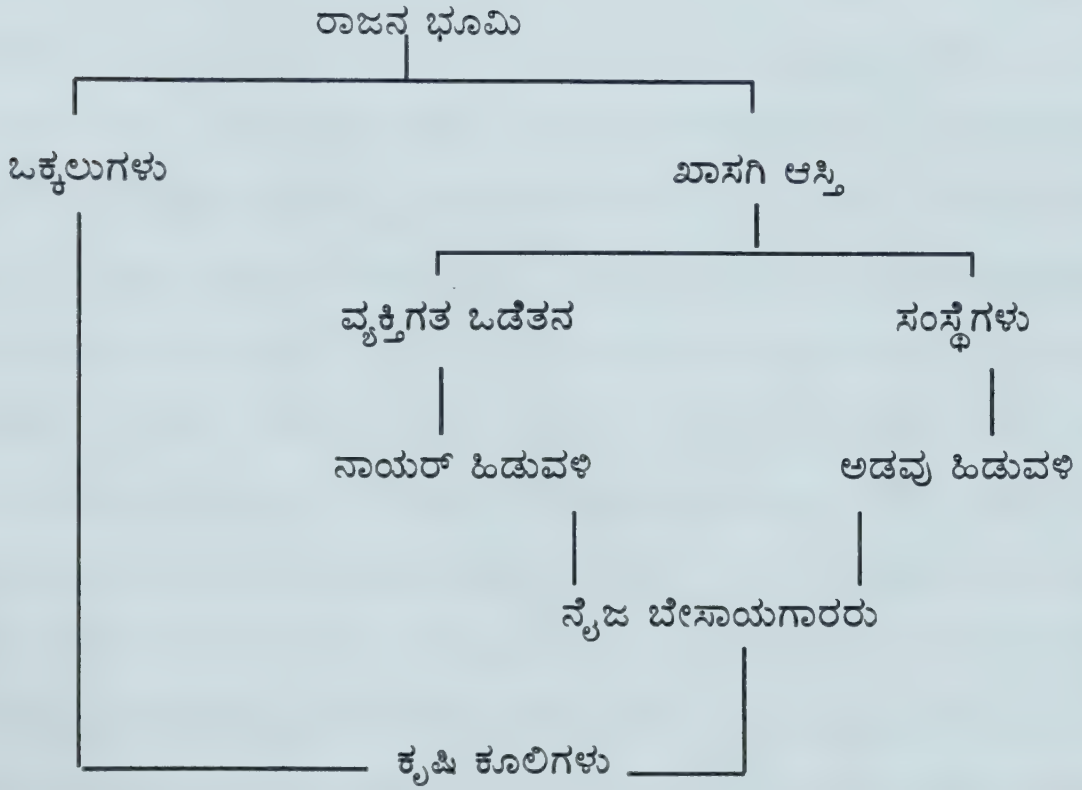 ರಾಜನ ಭೂಮಿ
ಒಕ್ಕಲುಗಳು ಖಾಸಗಿ ಆಸ್ತಿ
ವ್ಯಕ್ತಿಗತ ಒಡೆತನ ಸಂಸ್ಥೆಗಳು
ನಾಯರ್ ಹಿಡುವಳಿ ಅಡವು ಹಿಡುವಳಿ
ನೈಜ ಬೇಸಾಯಗಾರರು
ಕೃಷಿ ಕೂಲಿಗಳು